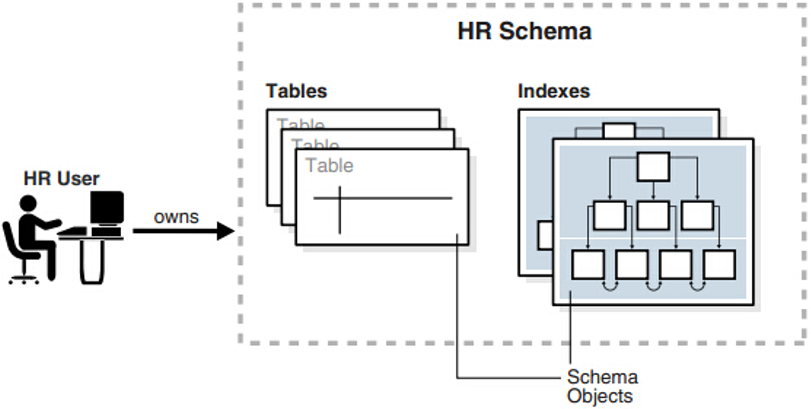 HR Schema
Tables
Indexes
Table
Table
Table
HR User
owns
Schema
Objects